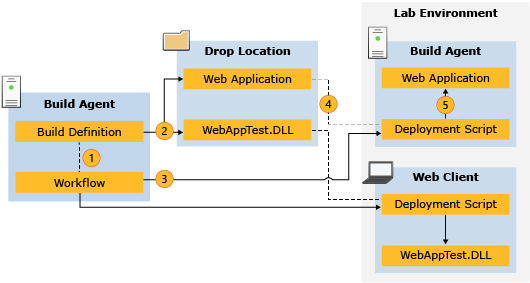 Lab Environment
Drop Location
Build Agent
Web Application
4
Web Application
Build Agent
5
Build Definition
2
WebAppTest.DLL
Deployment Script
1
Workflow
3
Web Client
Deployment Script
WebAppTest.DLL